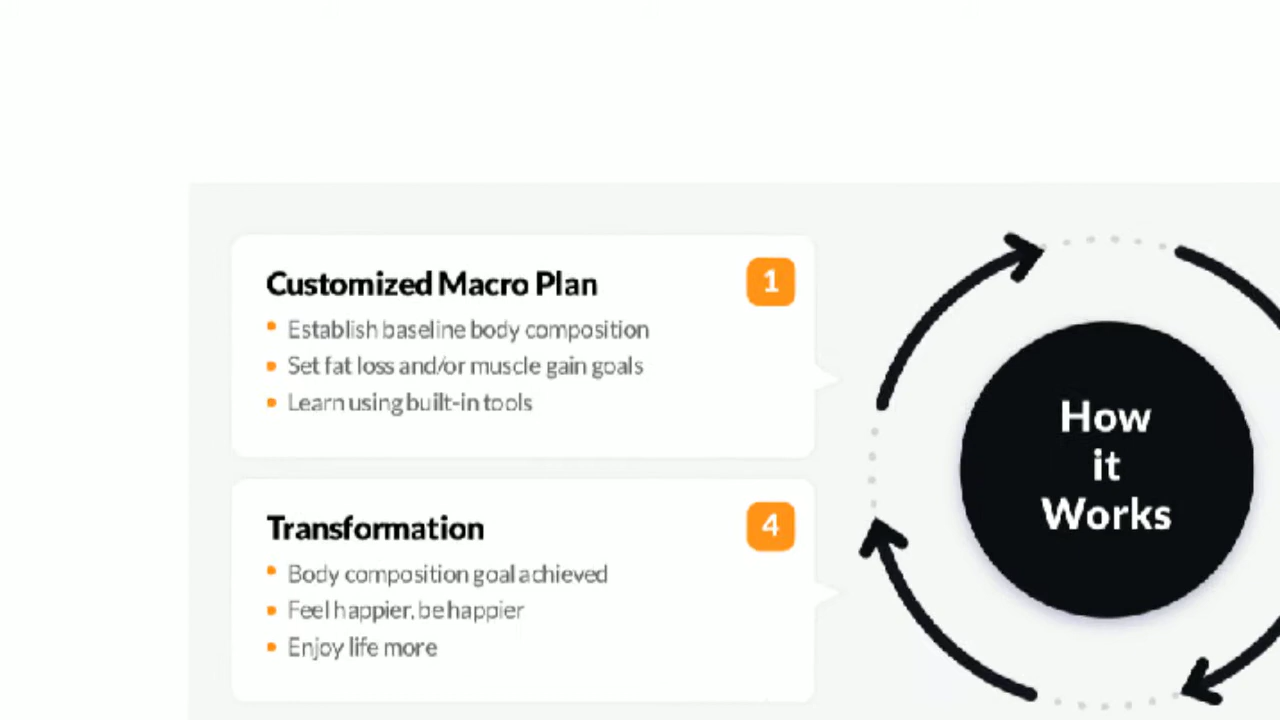 Customized Macro Plan
1
Establish baseline body composition
Set fat loss and/or muscle gain goals
Learn using built-in tools
Transformation
4
Body composition goal achieved
Feel happier, be happier
Enjoy life more
How
it
Works